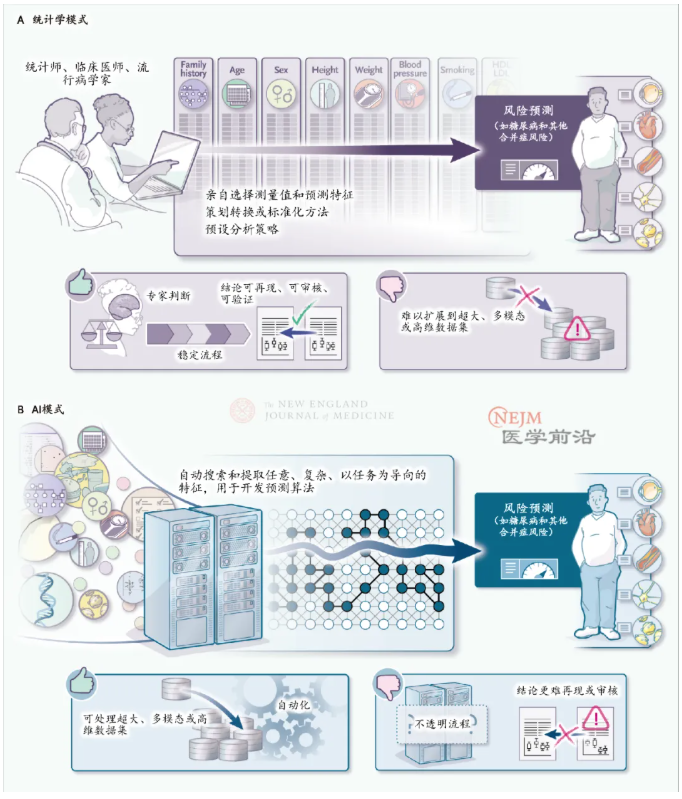 A 统计学模式
统计师、临床医师、流
行病学家
Family
history
Age
Sex
Height
Weight
Blood
pressure
Smoking
HDL
LDL
风险预测
（如糖尿病和其他
合并症风险）
亲自选择测量值和预测特征
策划转换或标准化方法
预设分析策略
专家判断
稳定流程
结论可再现、可审核、
可验证
难以扩展到超大、多模态
或高维数据集
B AI模式
The NEW ENGLAND
JOURNAL of MEDICINE
NEJM
医学前沿
自动搜索和提取任意、复杂、以任务为导向的
特征，用于开发预测算法
风险预测
（如糖尿病和其他
合并症风险）
可处理超大、多模态或高
维数据集
自动化
不透明流程
结论更难再现或审核